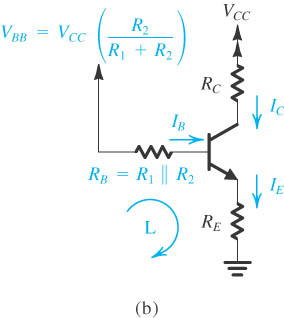 V_BB = V_CC (R_2 / (R_1 + R_2))
V_CC
R_C
I_C
I_B
R_B = R_1 || R_2
I_E
L
R_E
(b)